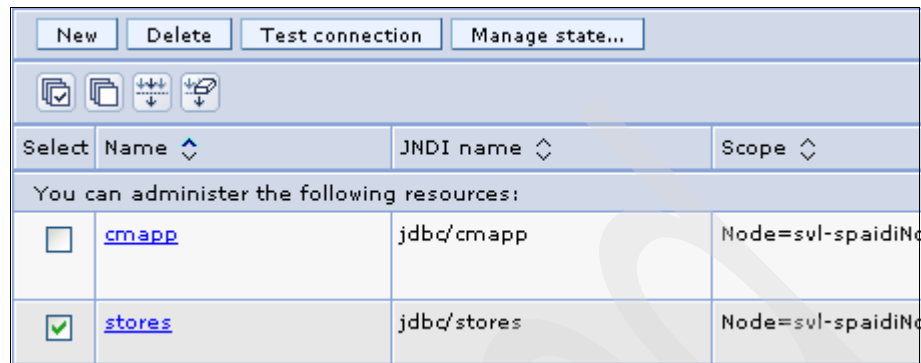 New Delete Test connection Manage state...
Select Name JNDI name Scope
You can administer the following resources:
cmapp jdbc/cmapp Node=svl-spaidiNo
stores jdbc/stores Node=svl-spaidiNo